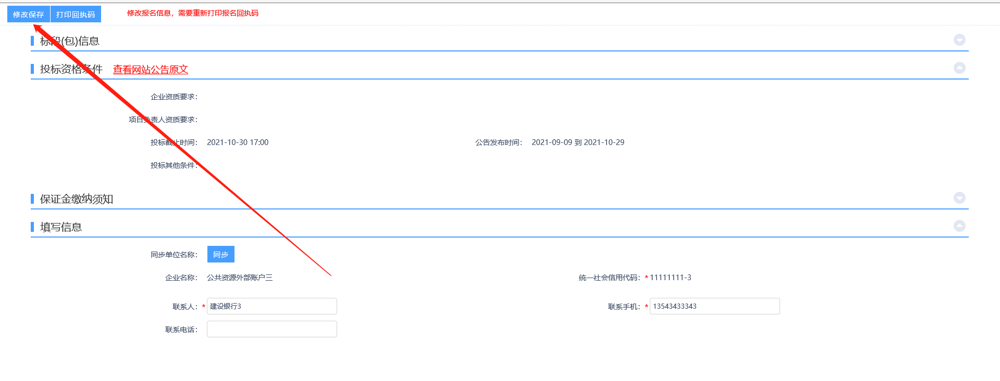 修改保存 打印回执码 修改报名信息，需要重新打印报名回执码
标段(包)信息
投标资格条件 查看网站公告原文
企业资质要求：
项目负责人资质要求：
投标截止时间： 2021-10-30 17:00 公告发布时间： 2021-09-09 到 2021-10-29
投标其他条件：
保证金缴纳须知
填写信息
同步单位名称： 同步
企业名称： 公共资源外部账户三 统一社会信用代码：*11111111-3
联系人：* 建设银行3 联系手机：* 13543433343
联系电话：